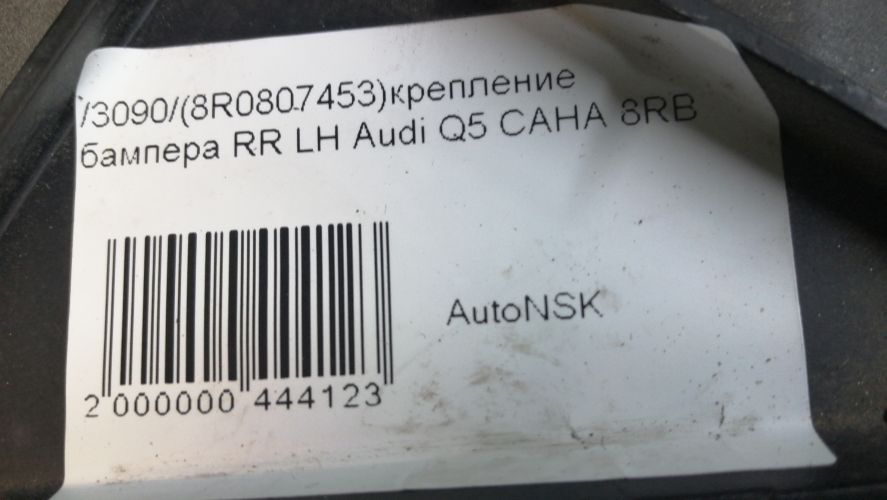 /3090/(8R0807453)крепление
бампера RR LH Audi Q5 CAHA 8RB
AutoNSK
2 000000 444123